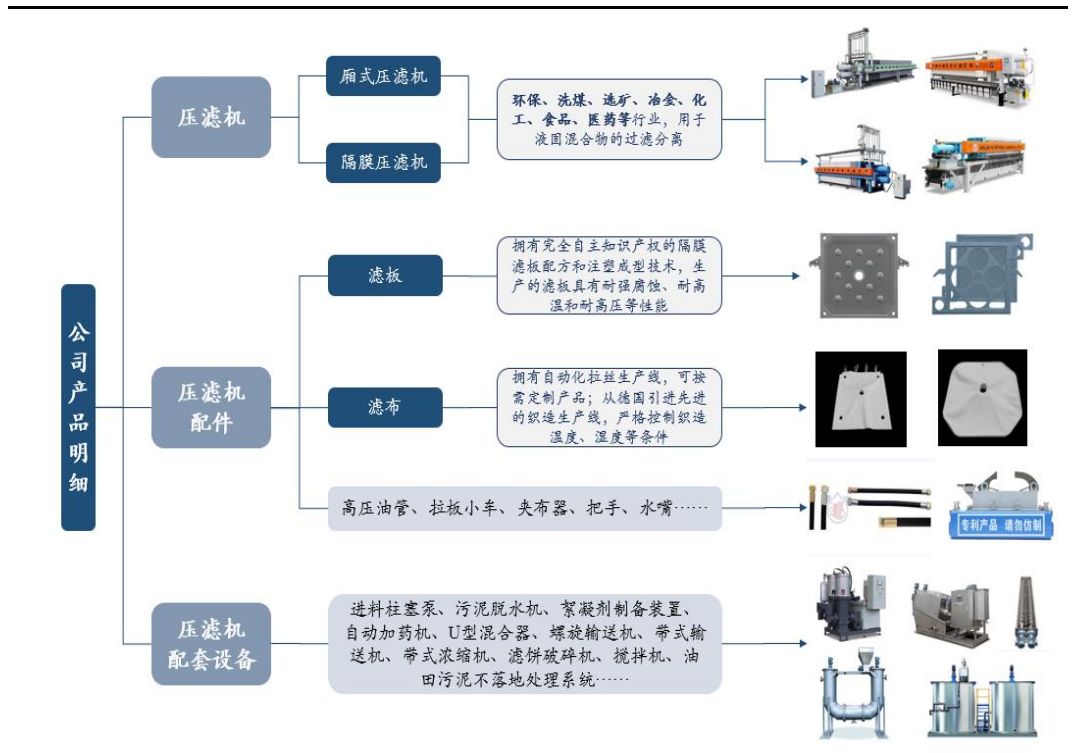 公司产品明细
压滤机
厢式压滤机
隔膜压滤机
环保、洗煤、选矿、冶金、化
工、食品、医药等行业，用于
液固混合物的过滤分离
压滤机
配件
滤板
拥有完全自主知识产权的隔膜
滤板配方和注塑成型技术，生
产的滤板具有耐强腐蚀、耐高
温和耐高压等性能
滤布
拥有自动化拉丝生产线，可按
需定制产品；从德国引进先进
的织造生产线，严格控制织造
温度、湿度等条件
高压油管、拉板小车、夹布器、把手、水嘴……
专利产品 请勿仿制
压滤机
配套设备
进料柱塞泵、污泥脱水机、絮凝剂制备装置、
自动加药机、U型混合器、螺旋输送机、带式输
送机、带式浓缩机、滤饼破碎机、搅拌机、油
田污泥不落地处理系统……